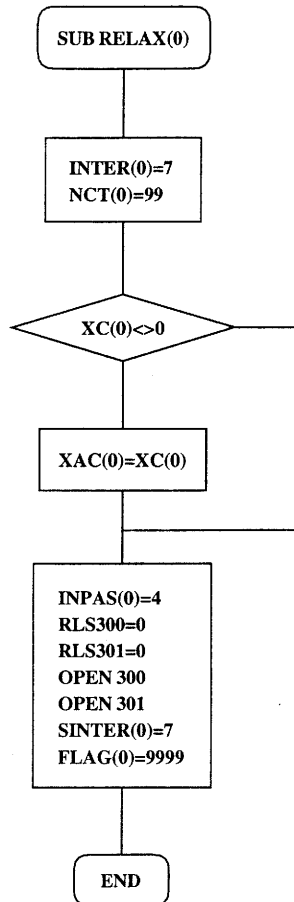 SUB RELAX(0)
INTER(0)=7
NCT(0)=99
XC(0)<>0
XAC(0)=XC(0)
INPAS(0)=4
RLS300=0
RLS301=0
OPEN 300
OPEN 301
SINTER(0)=7
FLAG(0)=9999
END